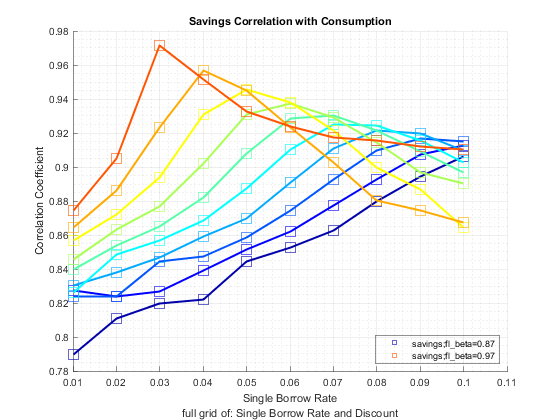 Savings Correlation with Consumption
0.98
0.96
0.94
0.92
0.9
0.88
0.86
0.84
0.82
0.8
0.78
Correlation Coefficient
savings;fl_beta=0.87
savings;fl_beta=0.97
0.01 0.02 0.03 0.04 0.05 0.06 0.07 0.08 0.09 0.1 0.11
Single Borrow Rate
full grid of: Single Borrow Rate and Discount